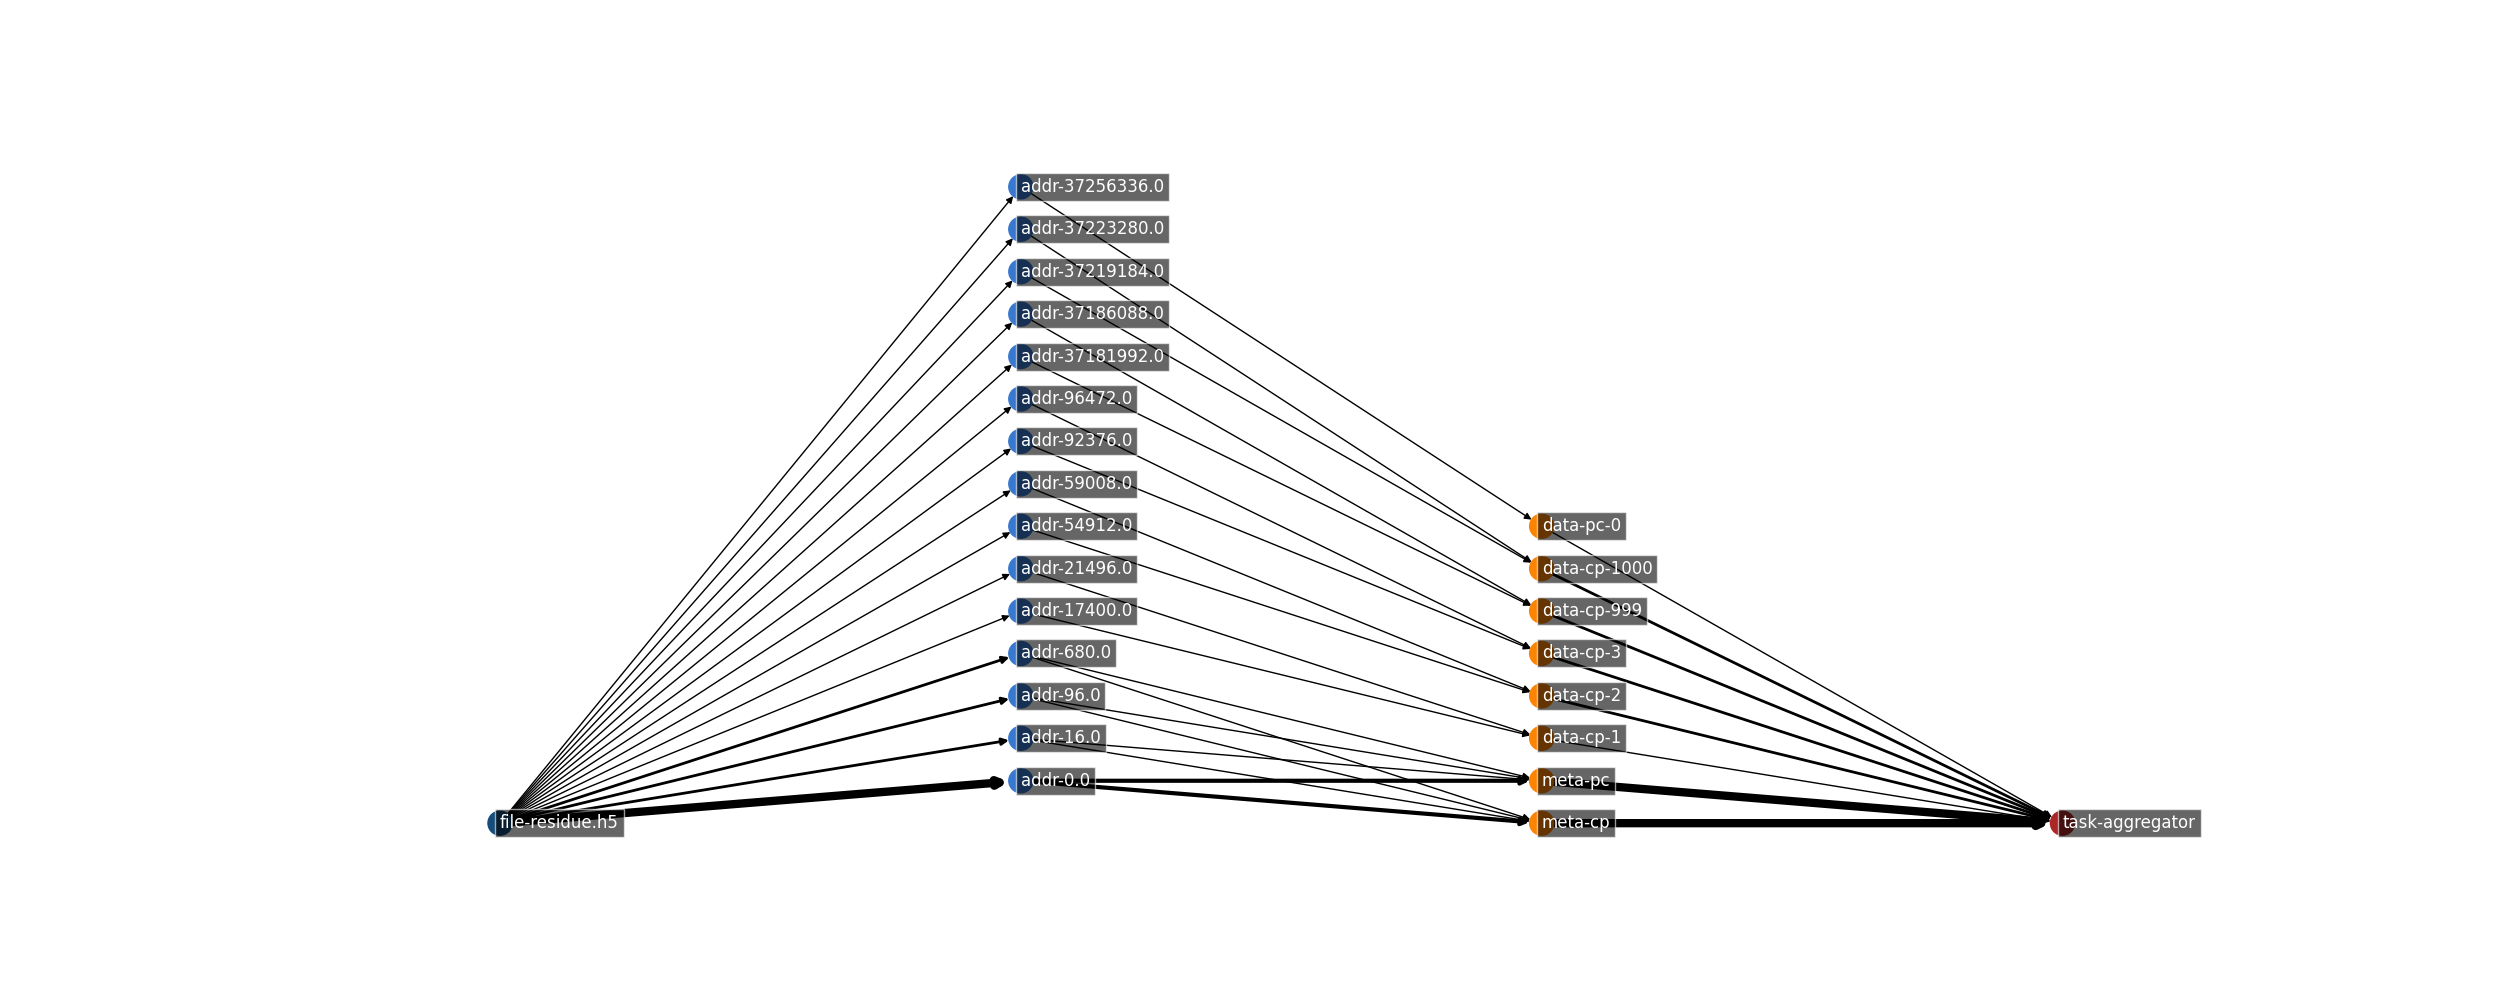 addr-37256336.0
addr-37223280.0
addr-37219184.0
addr-37186088.0
addr-37181992.0
addr-96472.0
addr-92376.0
addr-59008.0
addr-54912.0
data-pc-0
addr-21496.0
data-cp-1000
addr-17400.0
data-cp-999
addr-680.0
data-cp-3
addr-96.0
data-cp-2
addr-16.0
data-cp-1
addr-0.0
meta-pc
file-residue.h5
meta-cp
task-aggregator